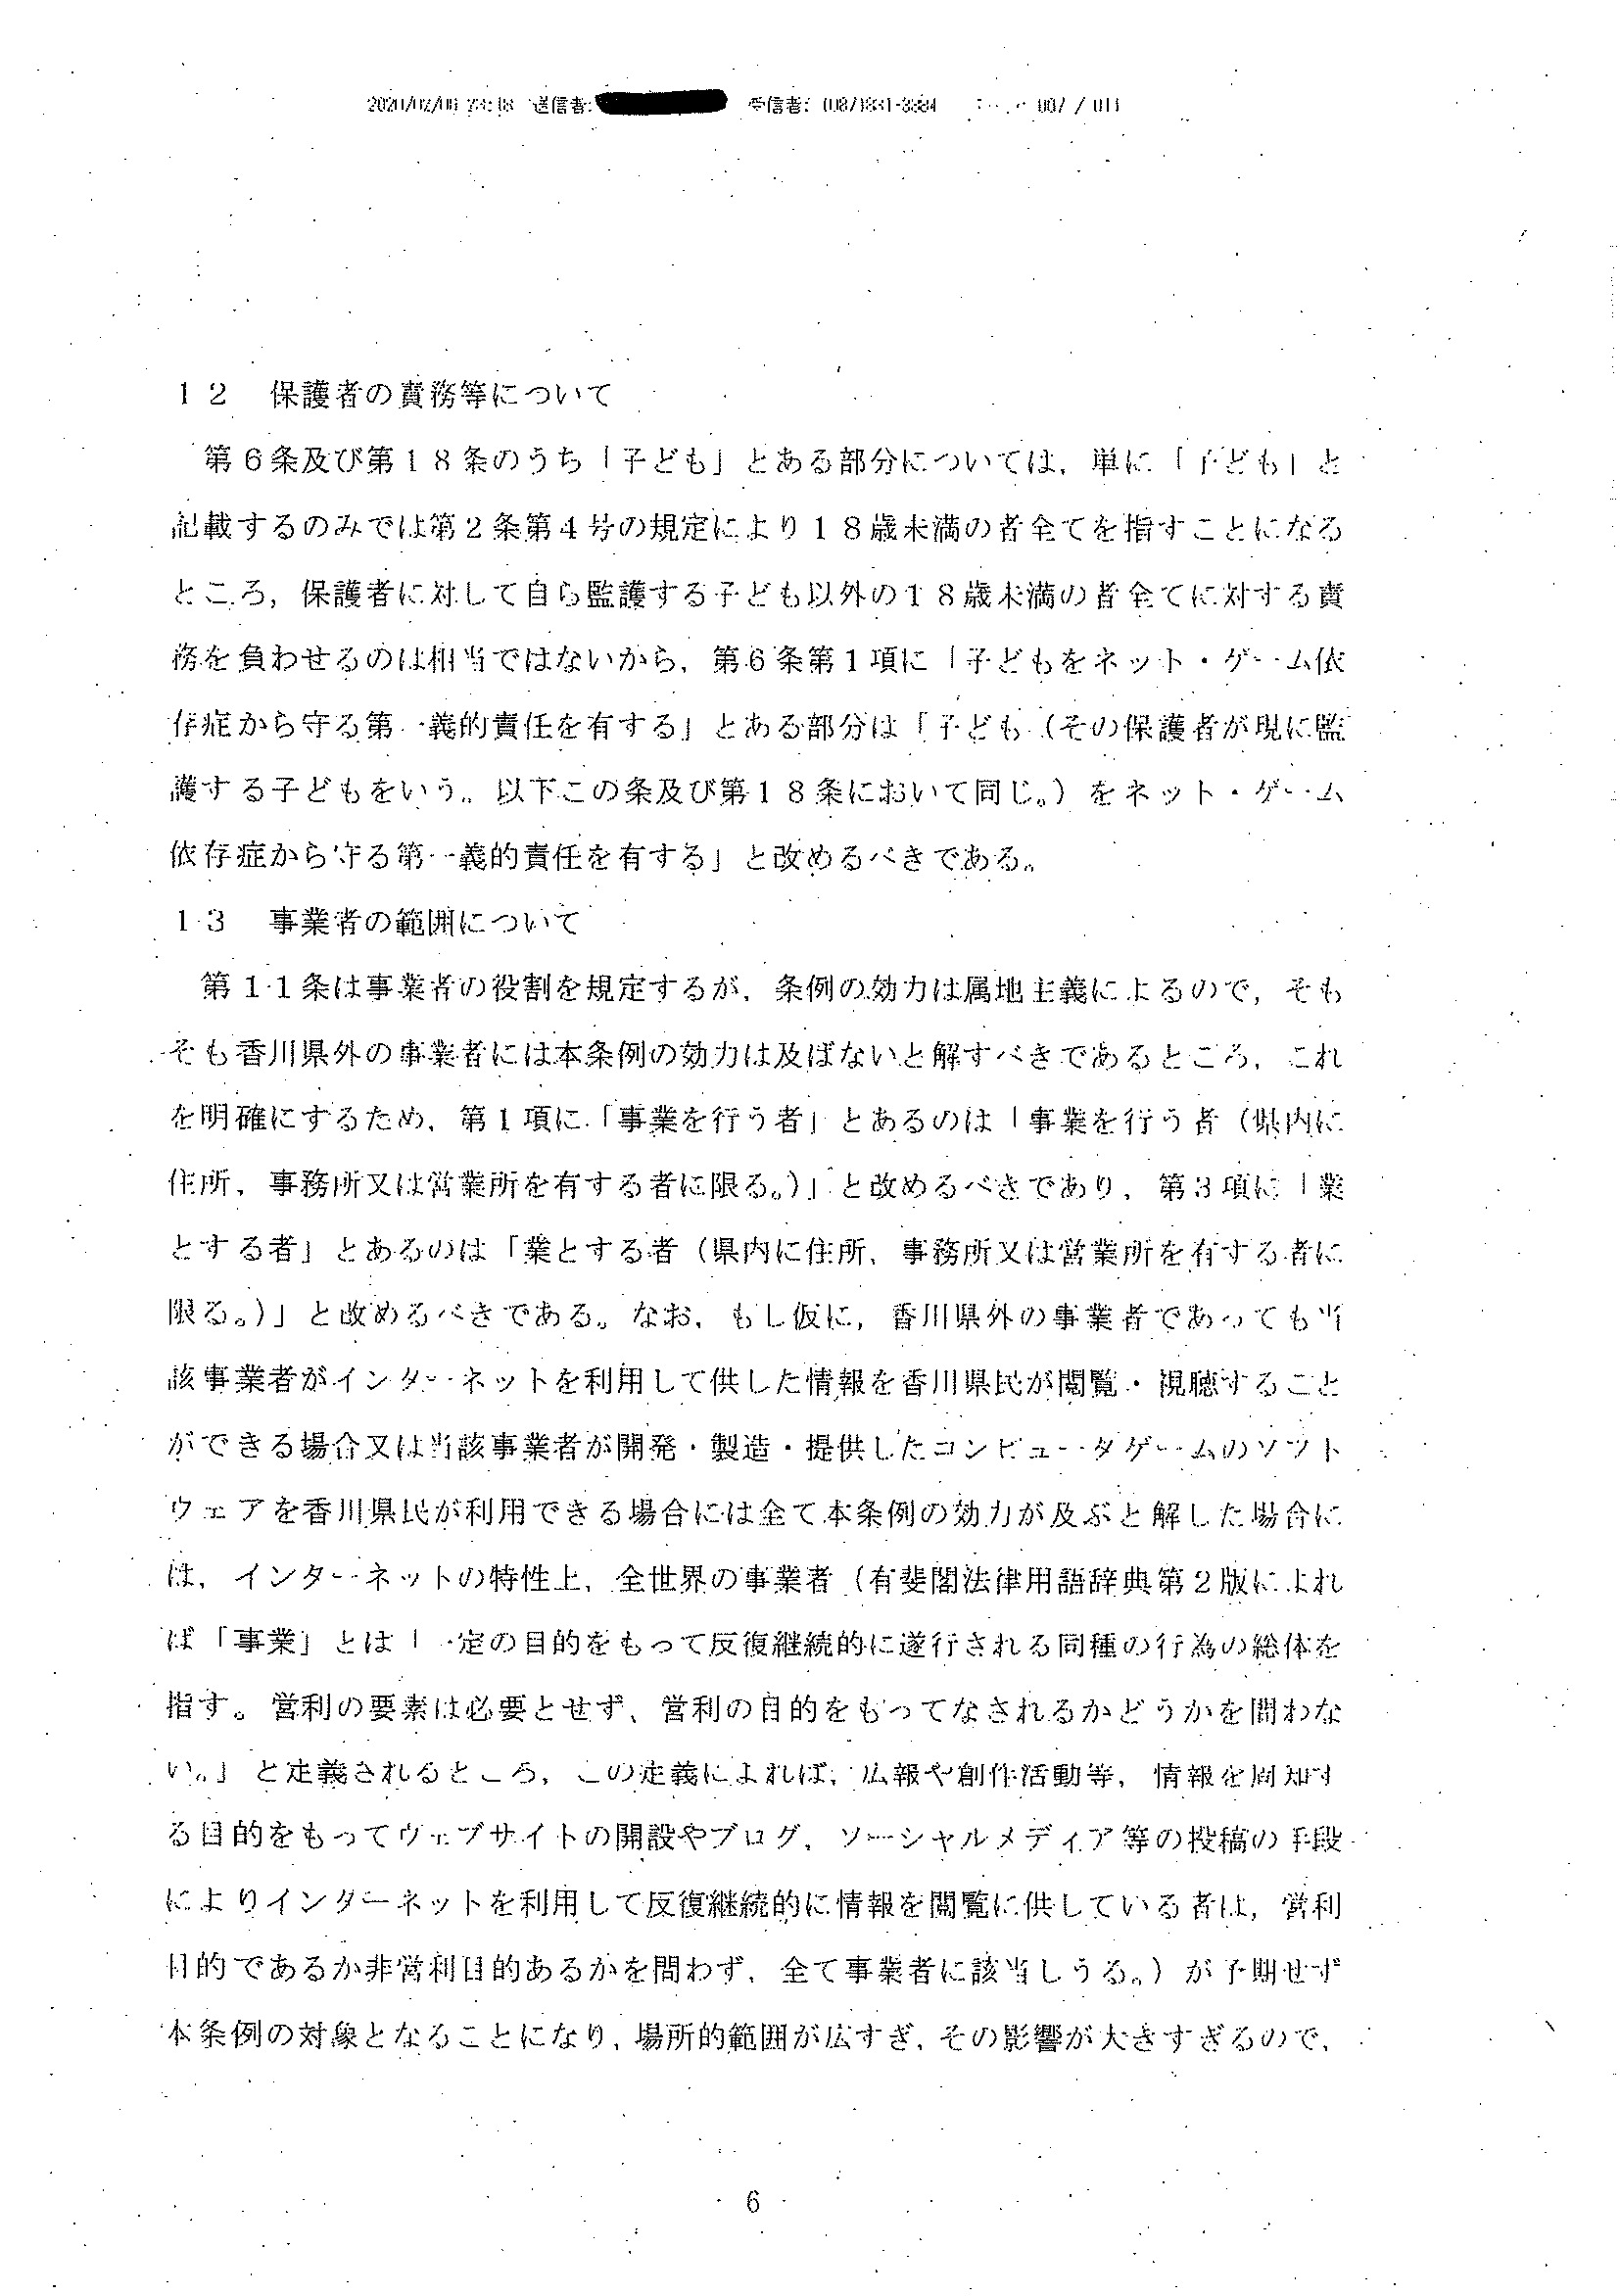 送信者: 受信者:
12 保護者の責務等について
第6条及び第18条のうち「子ども」とある部分については，単に「子ども」と
記載するのみでは第2条第4号の規定により18歳未満の者全てを指すことになる
ところ，保護者に対して自ら監護する子ども以外の18歳未満の者全てに対する責
務を負わせるのは相当ではないから，第6条第1項に「子どもをネット・ゲーム依
存症から守る第一義的責任を有する」とある部分は「子ども（その保護者が現に監
護する子どもをいう。以下この条及び第18条において同じ。）をネット・ゲーム
依存症から守る第一義的責任を有する」と改めるべきである。
13 事業者の範囲について
第11条は事業者の役割を規定するが，条例の効力は属地主義によるので，そも
そも香川県外の事業者には本条例の効力は及ばないと解すべきであるところ，これ
を明確にするため，第1項に「事業を行う者」とあるのは「事業を行う者（県内に
住所，事務所又は営業所を有する者に限る。）」と改めるべきであり，第3項に「業
とする者」とあるのは「業とする者（県内に住所，事務所又は営業所を有する者に
限る。）」と改めるべきである。なお，もし仮に，香川県外の事業者であっても当
該事業者がインターネットを利用して供した情報を香川県民が閲覧・視聴すること
ができる場合又は当該事業者が開発・製造・提供したコンピュータゲームのソフト
ウェアを香川県民が利用できる場合には全て本条例の効力が及ぶと解した場合に
は，インターネットの特性上，全世界の事業者（有斐閣法律用語辞典第2版によれ
ば「事業」とは「一定の目的をもって反復継続的に遂行される同種の行為の総体を
指す。営利の要素は必要とせず、営利の目的をもってなされるかどうかを問わな
い。」と定義されるところ，この定義によれば，広報や創作活動等，情報を周知す
る目的をもってウェブサイトの開設やブログ，ソーシャルメディア等の投稿の手段
によりインターネットを利用して反復継続的に情報を閲覧に供している者は，営利
目的であるか非営利目的あるかを問わず，全て事業者に該当しうる。）が予期せず
本条例の対象となることになり，場所的範囲が広すぎ，その影響が大きすぎるので，
6